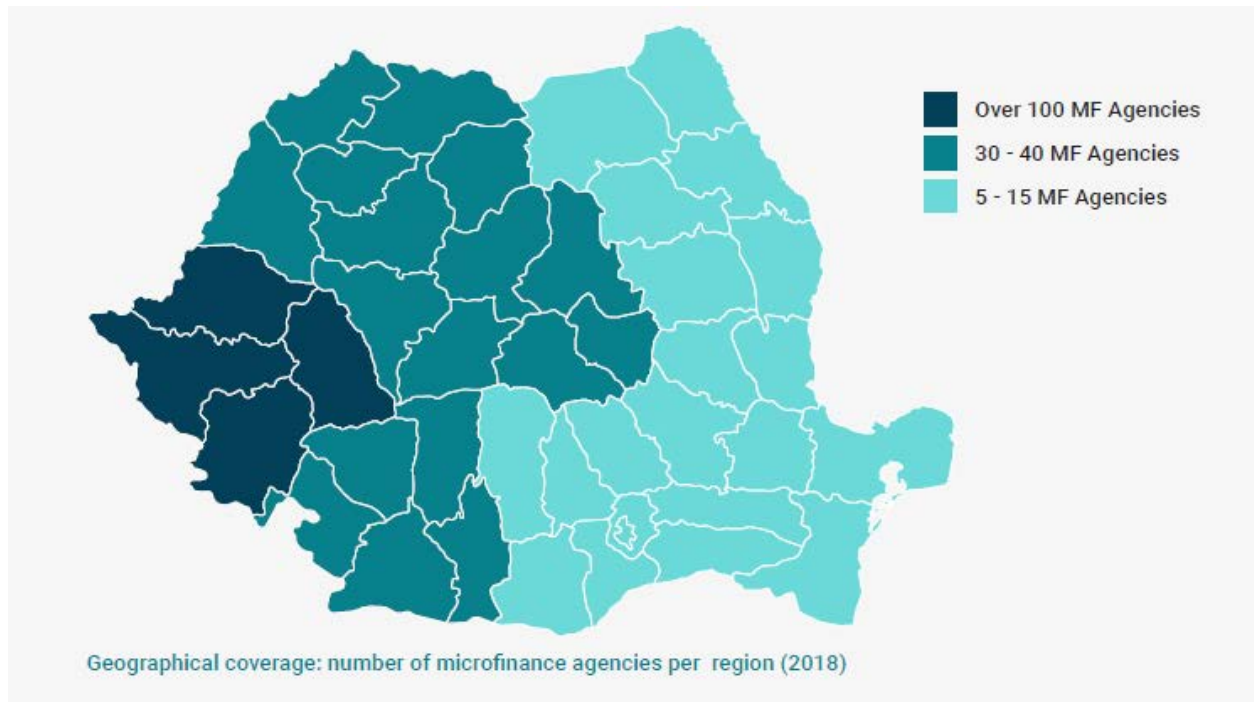 Over 100 MF Agencies
30 - 40 MF Agencies
5 - 15 MF Agencies
Geographical coverage: number of microfinance agencies per region (2018)